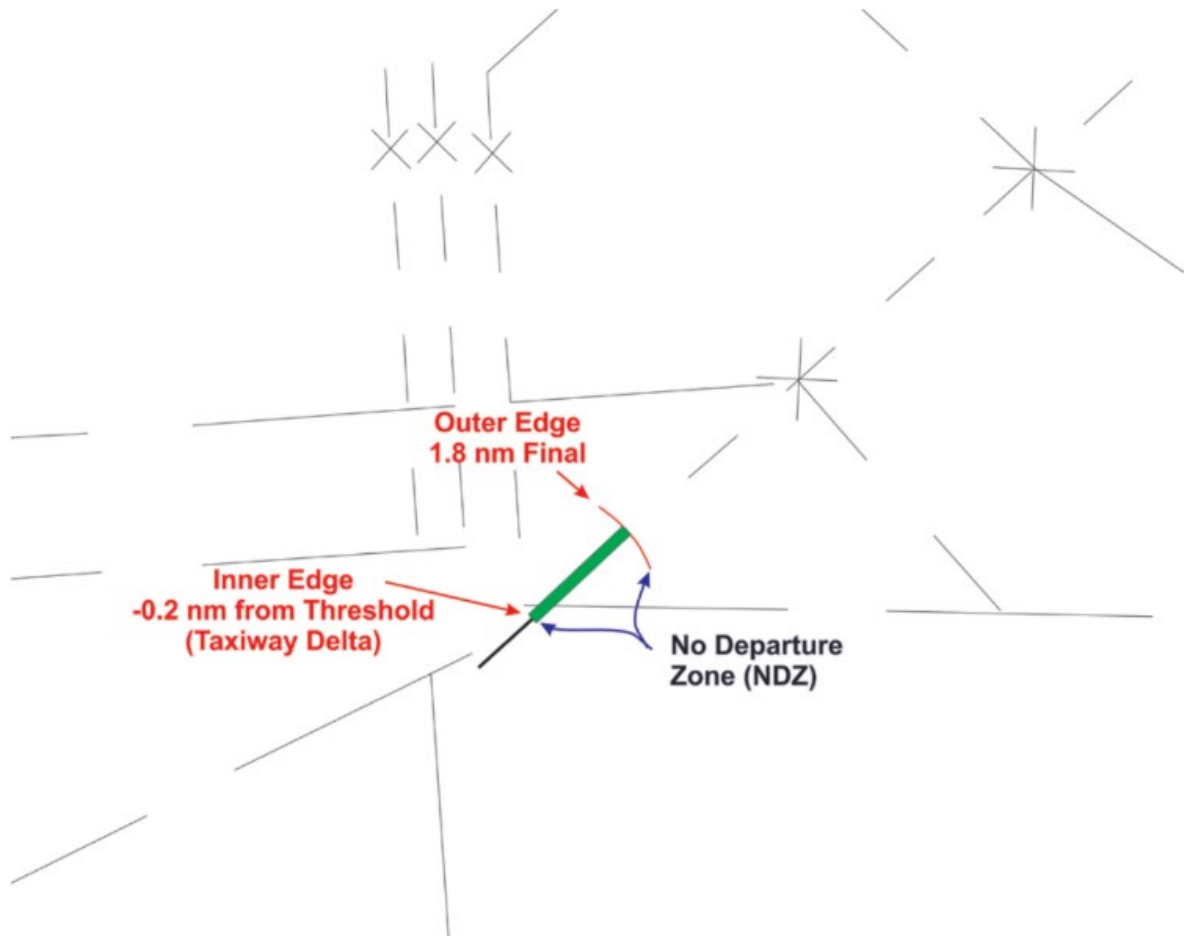 Outer Edge
1.8 nm Final
Inner Edge
-0.2 nm from Threshold
(Taxiway Delta)
No Departure
Zone (NDZ)